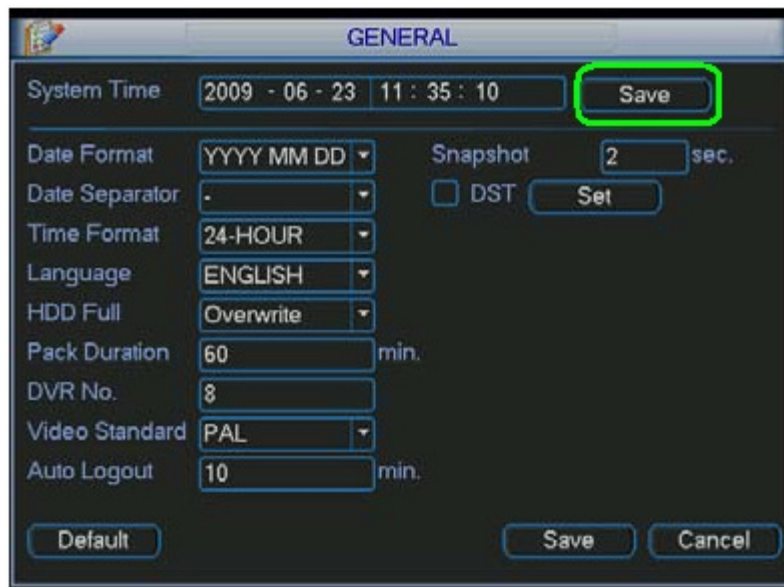 GENERAL
System Time 2009 - 06 - 23 11 : 35 : 10 Save
Date Format YYYY MM DD Snapshot 2 sec.
Date Separator - DST Set
Time Format 24-HOUR
Language ENGLISH
HDD Full Overwrite
Pack Duration 60 min.
DVR No. 8
Video Standard PAL
Auto Logout 10 min.
Default Save Cancel